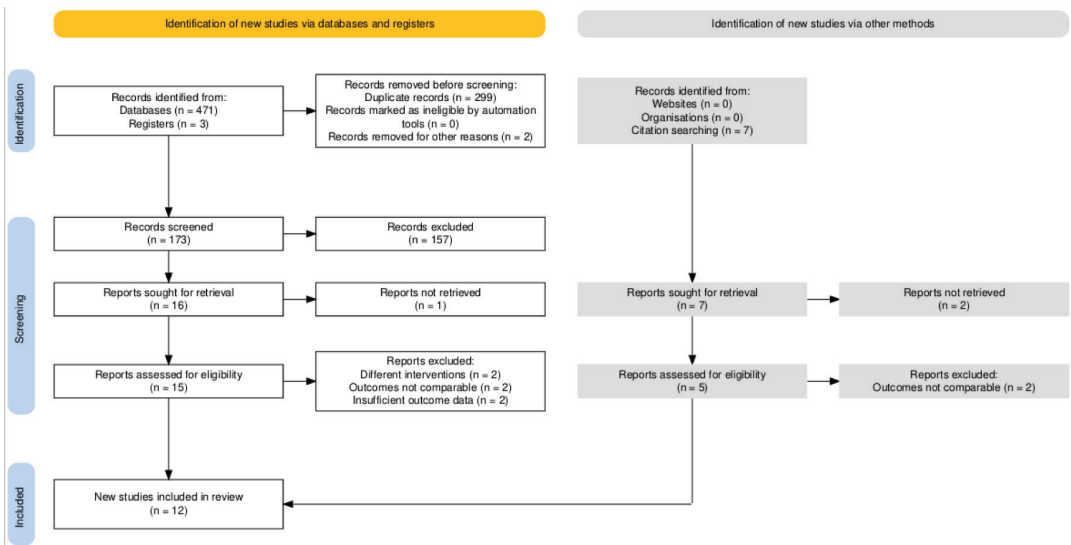 Identification of new studies via databases and registers
Identification of new studies via other methods
Identification
Records identified from:
Databases (n = 471)
Registers (n = 3)
Records removed before screening:
Duplicate records (n = 299)
Records marked as ineligible by automation
tools (n = 0)
Records removed for other reasons (n = 2)
Records identified from:
Websites (n = 0)
Organisations (n = 0)
Citation searching (n = 7)
Screening
Records screened
(n = 173)
Records excluded
(n = 157)
Reports sought for retrieval
(n = 16)
Reports not retrieved
(n = 1)
Reports sought for retrieval
(n = 7)
Reports not retrieved
(n = 2)
Reports assessed for eligibility
(n = 15)
Reports excluded:
Different interventions (n = 2)
Outcomes not comparable (n = 2)
Insufficient outcome data (n = 2)
Reports assessed for eligibility
(n = 5)
Reports excluded:
Outcomes not comparable (n = 2)
Included
New studies included in review
(n = 12)